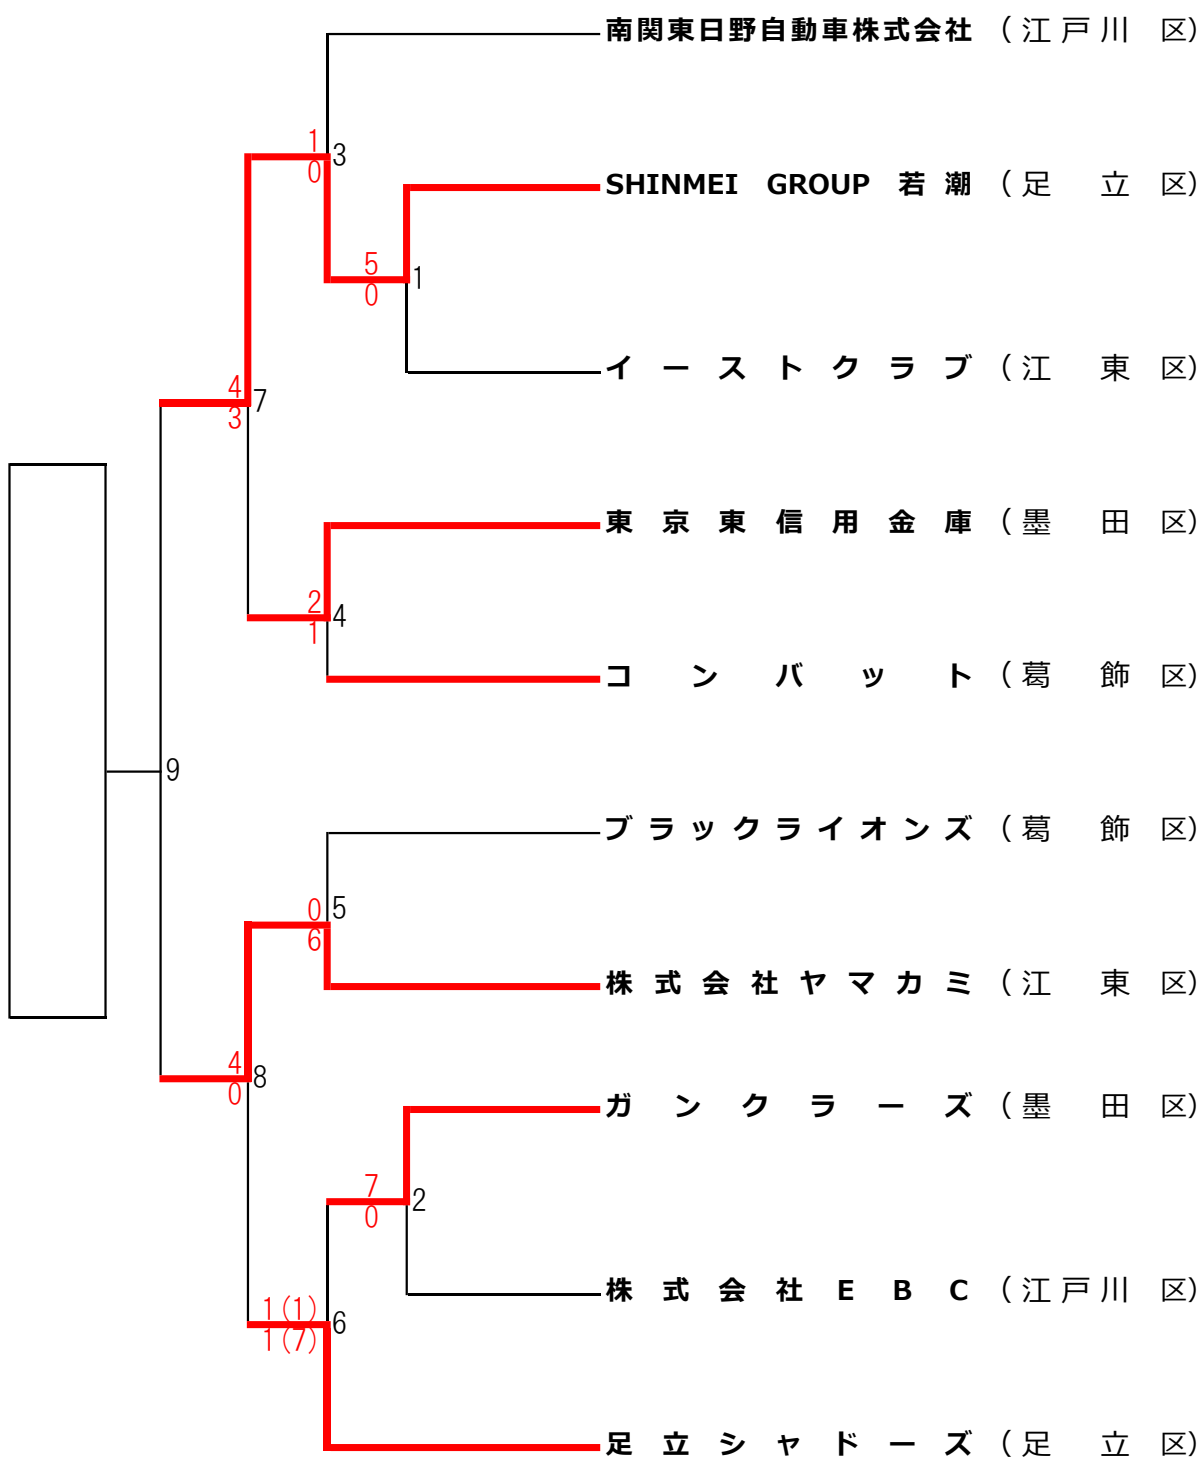 南関東日野自動車株式会社 (江戸川 区)
1
0
3
SHINMEI GROUP 若潮 (足 立 区)
5
0
1
イーストクラブ (江 東 区)
4
3
7
東京東信用金庫 (墨 田 区)
2
1
4
コンバット (葛 飾 区)
9
ブラックライオンズ (葛 飾 区)
0
6
5
株式会社ヤマカミ (江 東 区)
4
0
8
ガンクラーズ (墨 田 区)
7
0
2
株式会社EBC (江戸川 区)
1(1)
1(7)
6
足立シャドーズ (足 立 区)